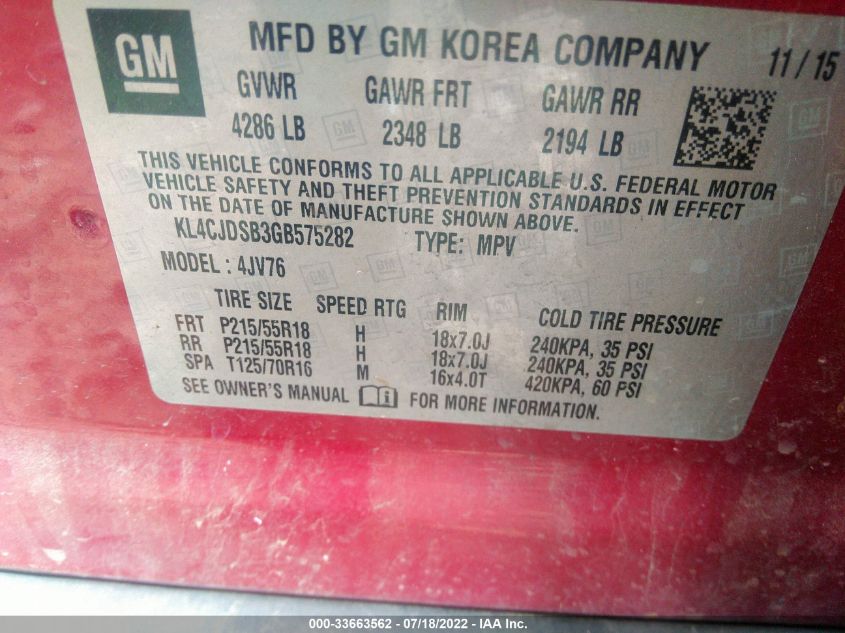 GM MFD BY GM KOREA COMPANY 11/15
GVWR GAWR FRT GAWR RR
4286 LB 2348 LB 2194 LB
THIS VEHICLE CONFORMS TO ALL APPLICABLE U.S. FEDERAL MOTOR
VEHICLE SAFETY AND THEFT PREVENTION STANDARDS IN EFFECT
ON THE DATE OF MANUFACTURE SHOWN ABOVE.
KL4CJDSB3GB575282 TYPE: MPV
MODEL : 4JV76
TIRE SIZE SPEED RTG RIM COLD TIRE PRESSURE
FRT P215/55R18 H 18x7.0J 240KPA, 35 PSI
RR P215/55R18 H 18x7.0J 240KPA, 35 PSI
SPA T125/70R16 M 16x4.0T 420KPA, 60 PSI
SEE OWNER'S MANUAL FOR MORE INFORMATION.
000-33663562 - 07/18/2022 - IAA Inc.